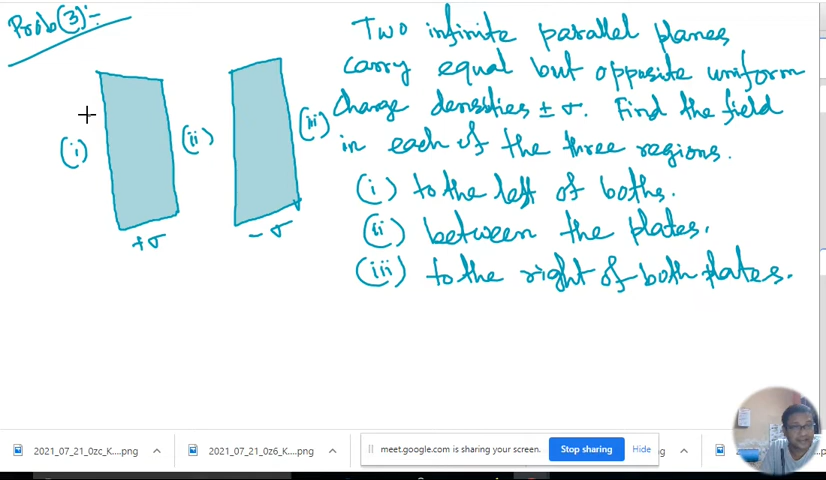 Prob (3):-
Two infinite parallel planes
carry equal but opposite uniform
charge densities ± σ. Find the field
in each of the three regions.
(i) to the left of boths.
(ii) between the plates.
(iii) to the right of both plates.
(i)
(ii)
(iii)
+σ
- σ
2021_07_21_0zc_K....png
2021_07_21_0z6_K....png
meet.google.com is sharing your screen.
Stop sharing
Hide
g
2